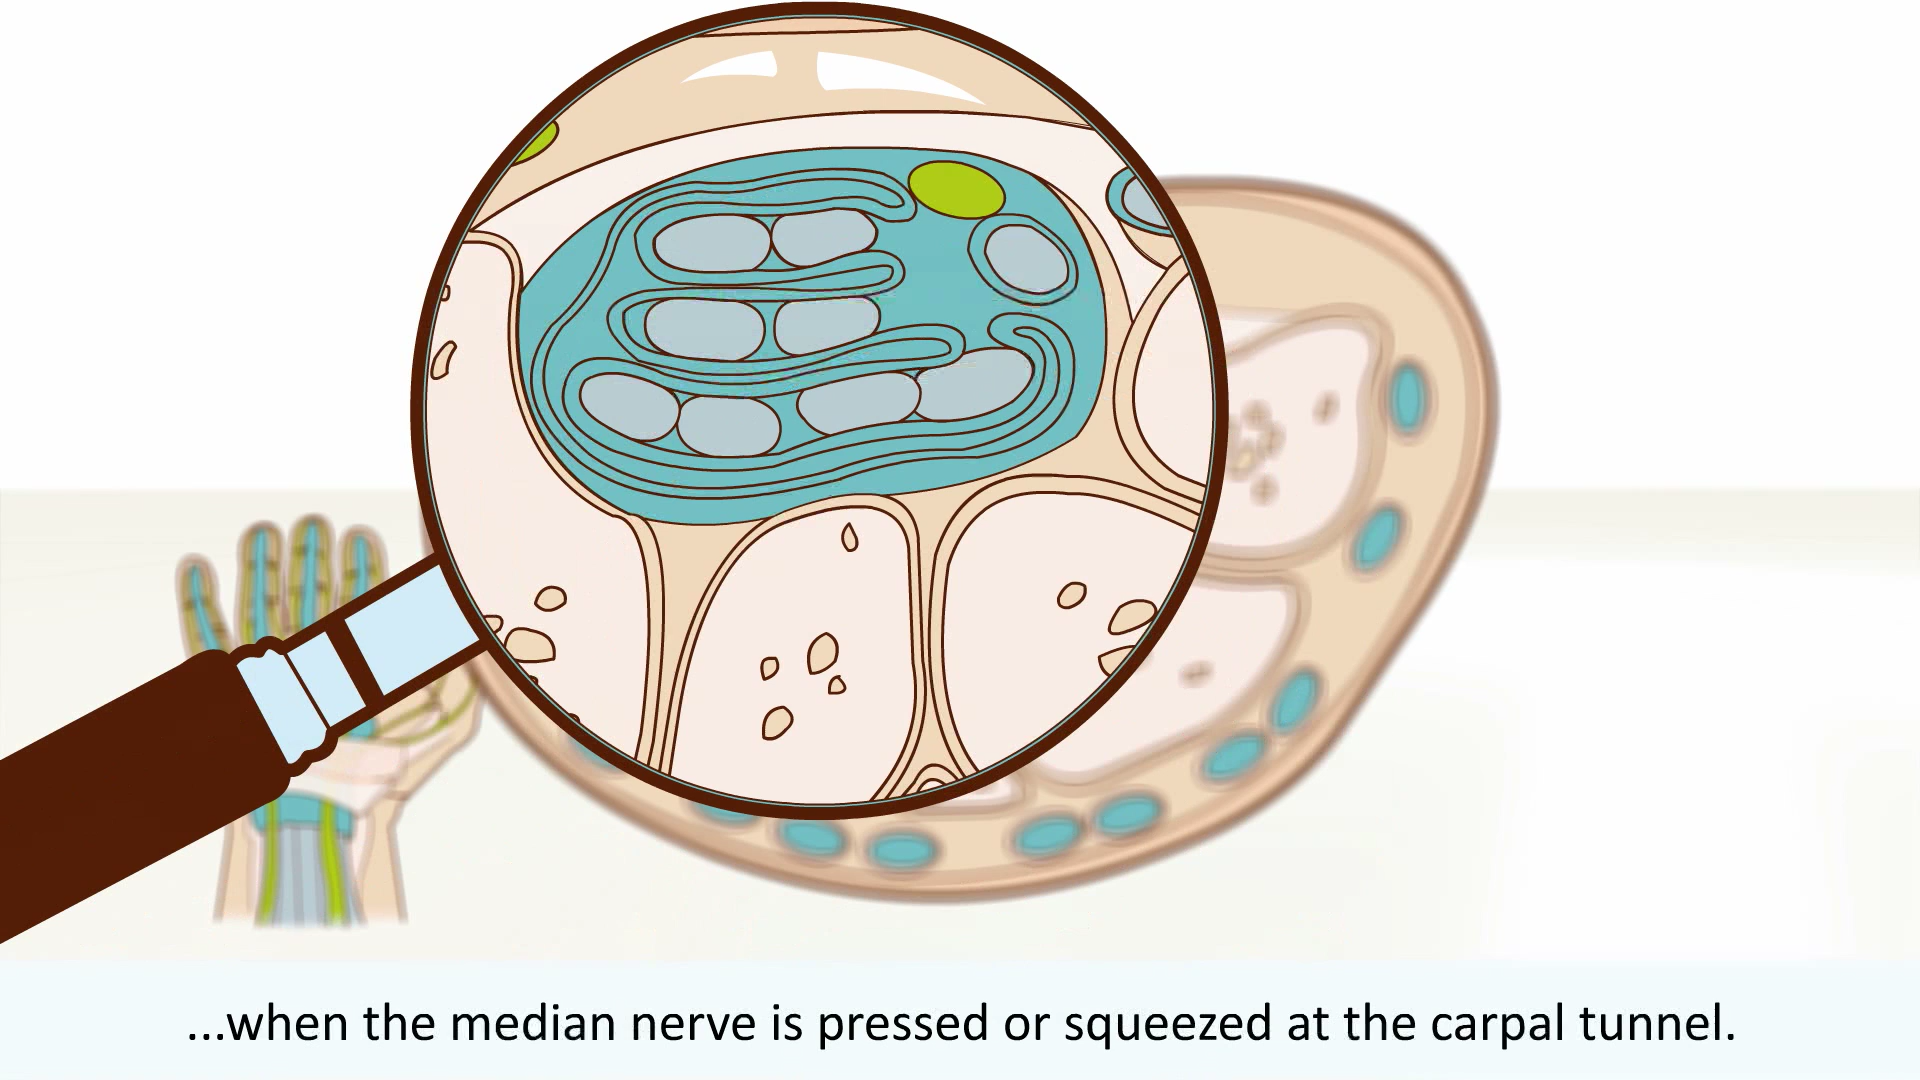 ...when the median nerve is pressed or squeezed at the carpal tunnel.